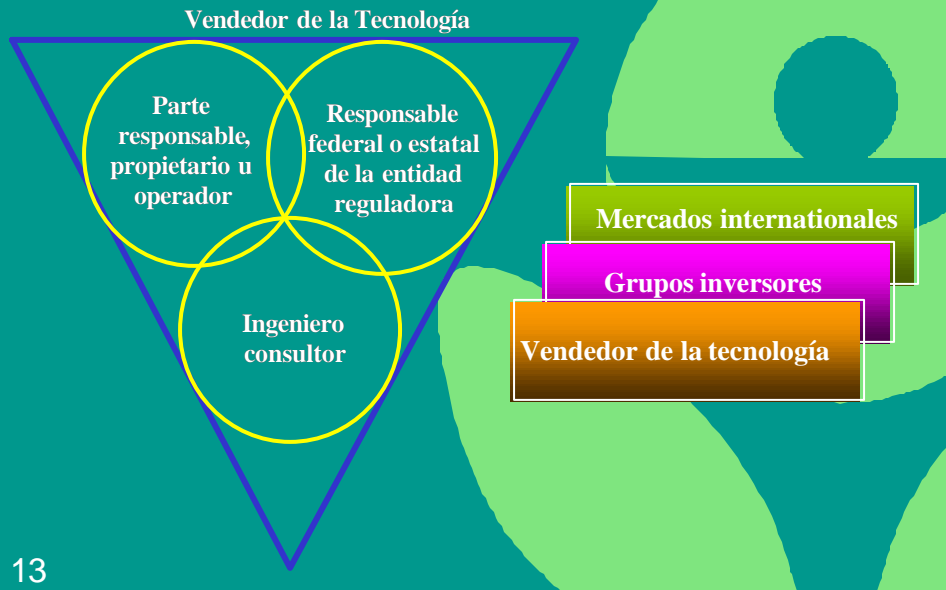 Vendedor de la Tecnología
Parte
responsable,
propietario u
operador
Responsable
federal o estatal
de la entidad
reguladora
Ingeniero
consultor
Mercados internationales
Grupos inversores
Vendedor de la tecnología
13